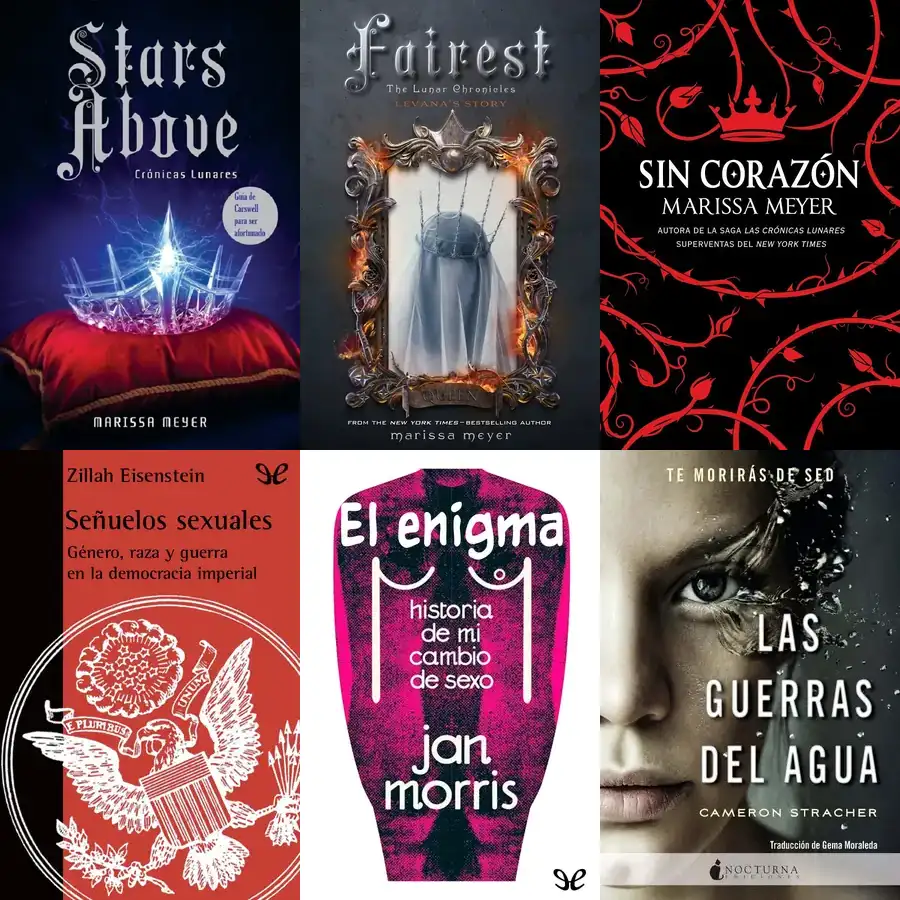 Stars
Above
Crónicas Lunares
Guía de
Carswell
para ser
afortunado
MARISSA MEYER
Fairest
The Lunar Chronicles
LEVANA'S STORY
QUEEN
FROM THE NEW YORK TIMES–BESTSELLING AUTHOR
marissa meyer
SIN CORAZÓN
MARISSA MEYER
AUTORA DE LA SAGA LAS CRÓNICAS LUNARES
SUPERVENTAS DEL NEW YORK TIMES
Zillah Eisenstein
Señuelos sexuales
Género, raza y guerra
en la democracia imperial
E PLURIBUS UNUM
El enigma
historia
de mi
cambio
de sexo
jan
morris
TE MORIRÁS DE SED
LAS
GUERRAS
DEL AGUA
CAMERON STRACHER
Traducción de Gema Moraleda
NOCTURNA
EDICIONES